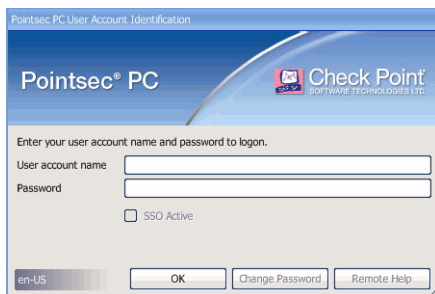 Pointsec PC User Account Identification
Pointsec® PC
Check Point
SOFTWARE TECHNOLOGIES LTD.
Enter your user account name and password to logon.
User account name
Password
SSO Active
en-US
OK
Change Password
Remote Help